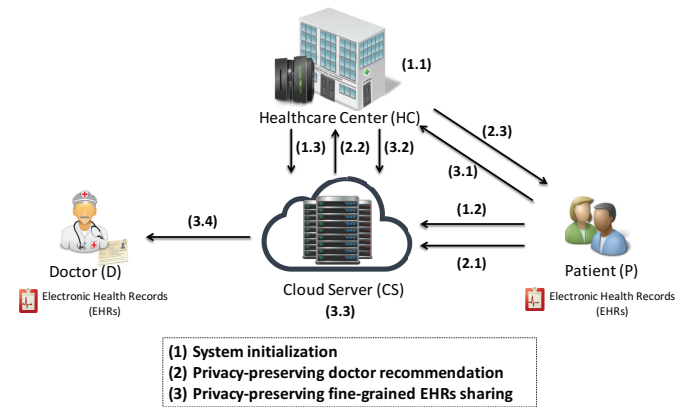 (1.1)
Healthcare Center (HC)
(1.3)
(2.2)
(3.2)
(2.3)
(3.1)
(1.2)
(3.4)
(2.1)
Doctor (D)
Electronic Health Records
(EHRs)
Cloud Server (CS)
(3.3)
Patient (P)
Electronic Health Records
(EHRs)
(1) System initialization
(2) Privacy-preserving doctor recommendation
(3) Privacy-preserving fine-grained EHRs sharing